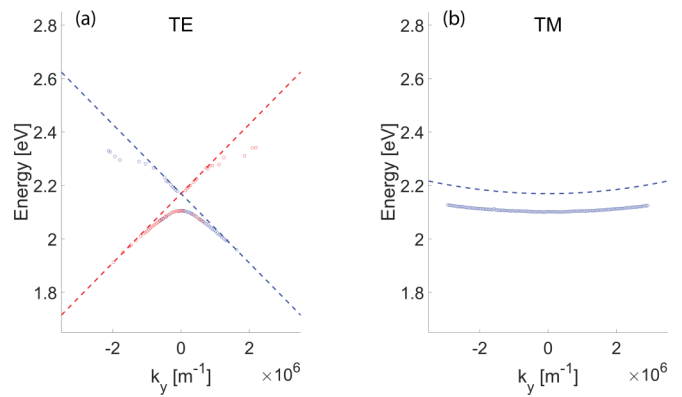 (a)
TE
2.8
2.6
2.4
2.2
2
1.8
Energy [eV]
-2
0
2
k_y [m^-1]
×10^6
(b)
TM
2.8
2.6
2.4
2.2
2
1.8
Energy [eV]
-2
0
2
k_y [m^-1]
×10^6